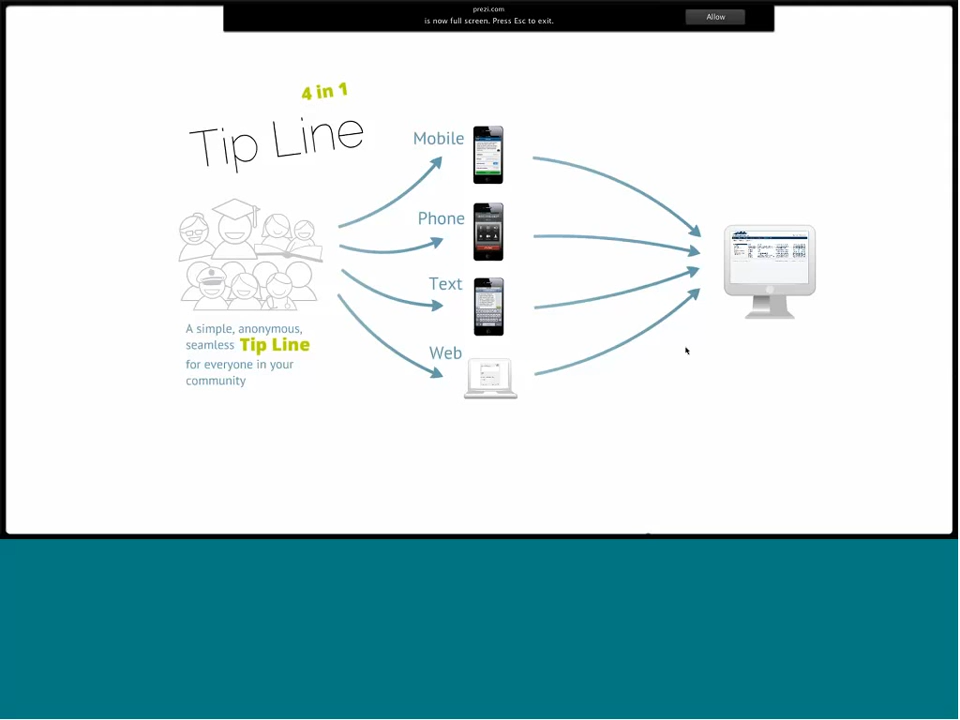 prezi.com
is now full screen. Press Esc to exit.
Allow
4 in 1
Tip Line
Mobile
Phone
Text
Web
A simple, anonymous,
seamless Tip Line
for everyone in your
community